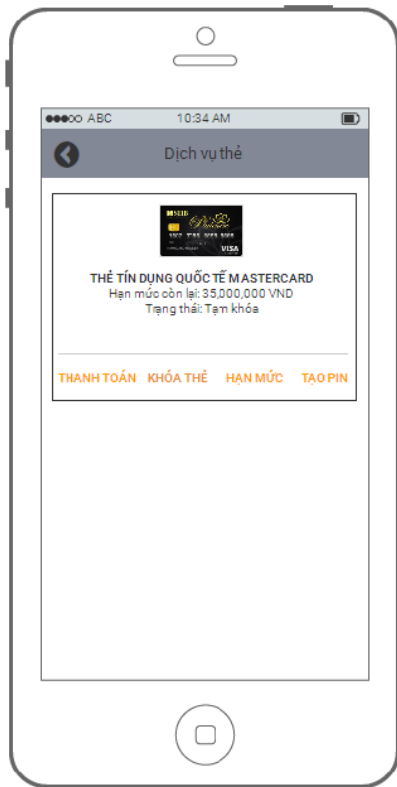 ABC 10:34 AM
Dịch vụ thẻ
VISA
THẺ TÍN DỤNG QUỐC TẾ MASTERCARD
Hạn mức còn lại: 35,000,000 VND
Trạng thái: Tạm khóa
THANH TOÁN KHÓA THẺ HẠN MỨC TẠO PIN